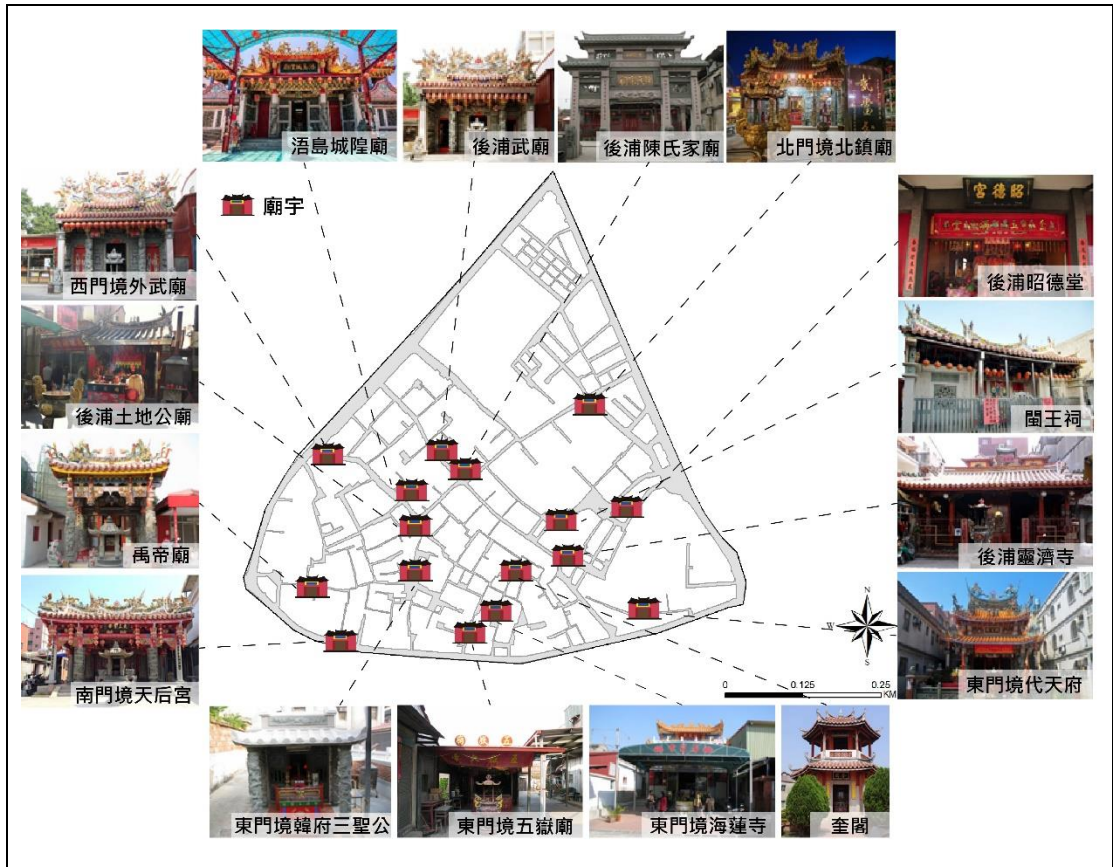 浯島城隍廟
後浦武廟
後浦陳氏家廟
北門境北鎮廟
廟宇
西門境外武廟
昭德宮
後浦昭德堂
後浦土地公廟
閩王祠
禹帝廟
後浦靈濟寺
南門境天后宮
N
W
S
東門境代天府
0 0.125 0.25
KM
東門境韓府三聖公
東門境五嶽廟
東門境海蓮寺
奎閣